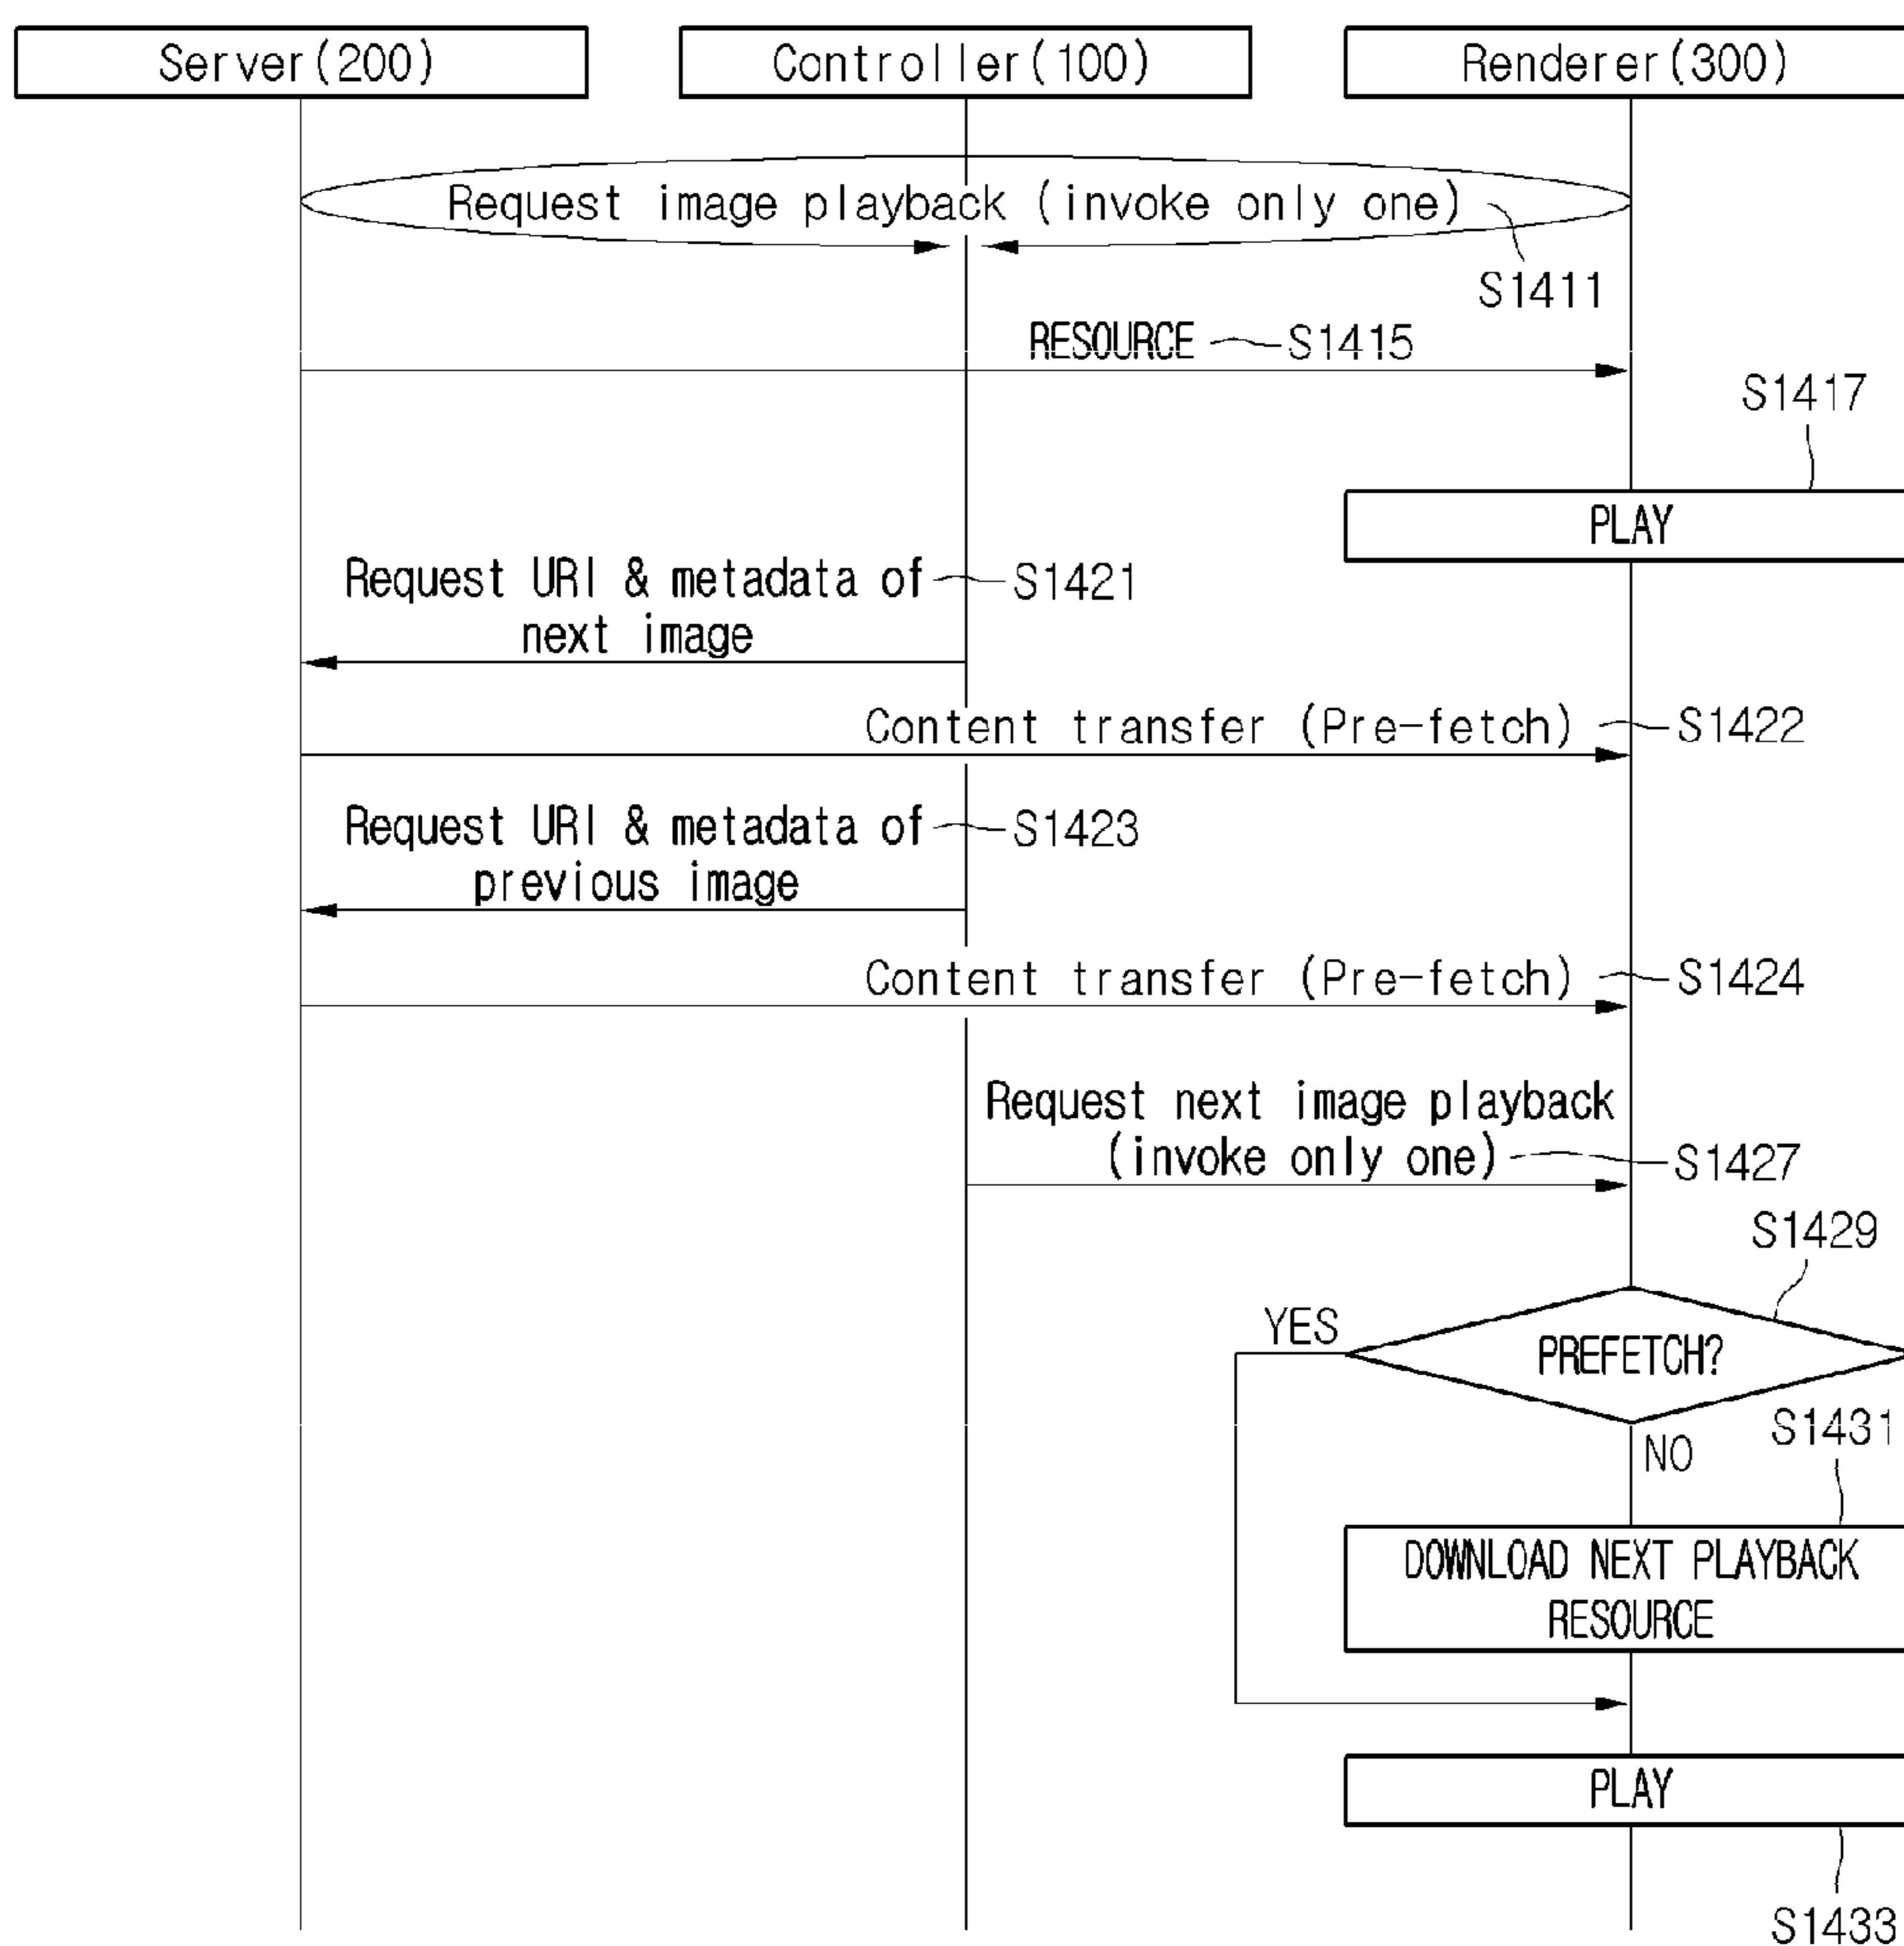 Server(200)
Controller(100)
Renderer(300)
Request image playback (invoke only one)
S1411
RESOURCE
S1415
S1417
PLAY
Request URI & metadata of
next image
S1421
Content transfer (Pre-fetch)
S1422
Request URI & metadata of
previous image
S1423
Content transfer (Pre-fetch)
S1424
Request next image playback
(invoke only one)
S1427
S1429
YES
PREFETCH?
NO
S1431
DOWNLOAD NEXT PLAYBACK
RESOURCE
PLAY
S1433